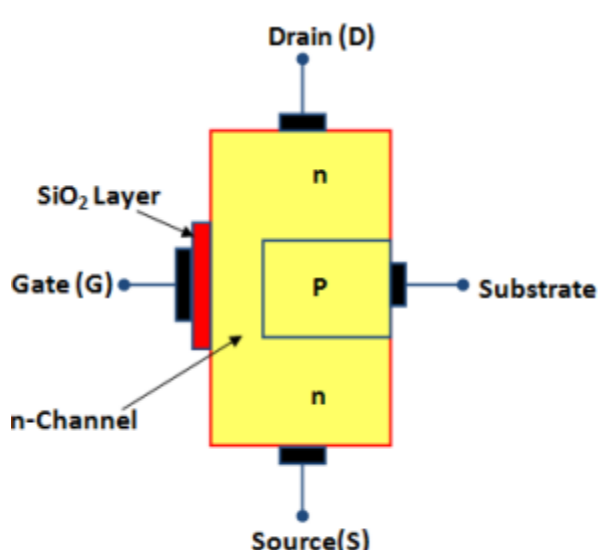 Drain (D)
n
SiO₂ Layer
Gate (G)
P
Substrate
n-Channel
n
Source(S)